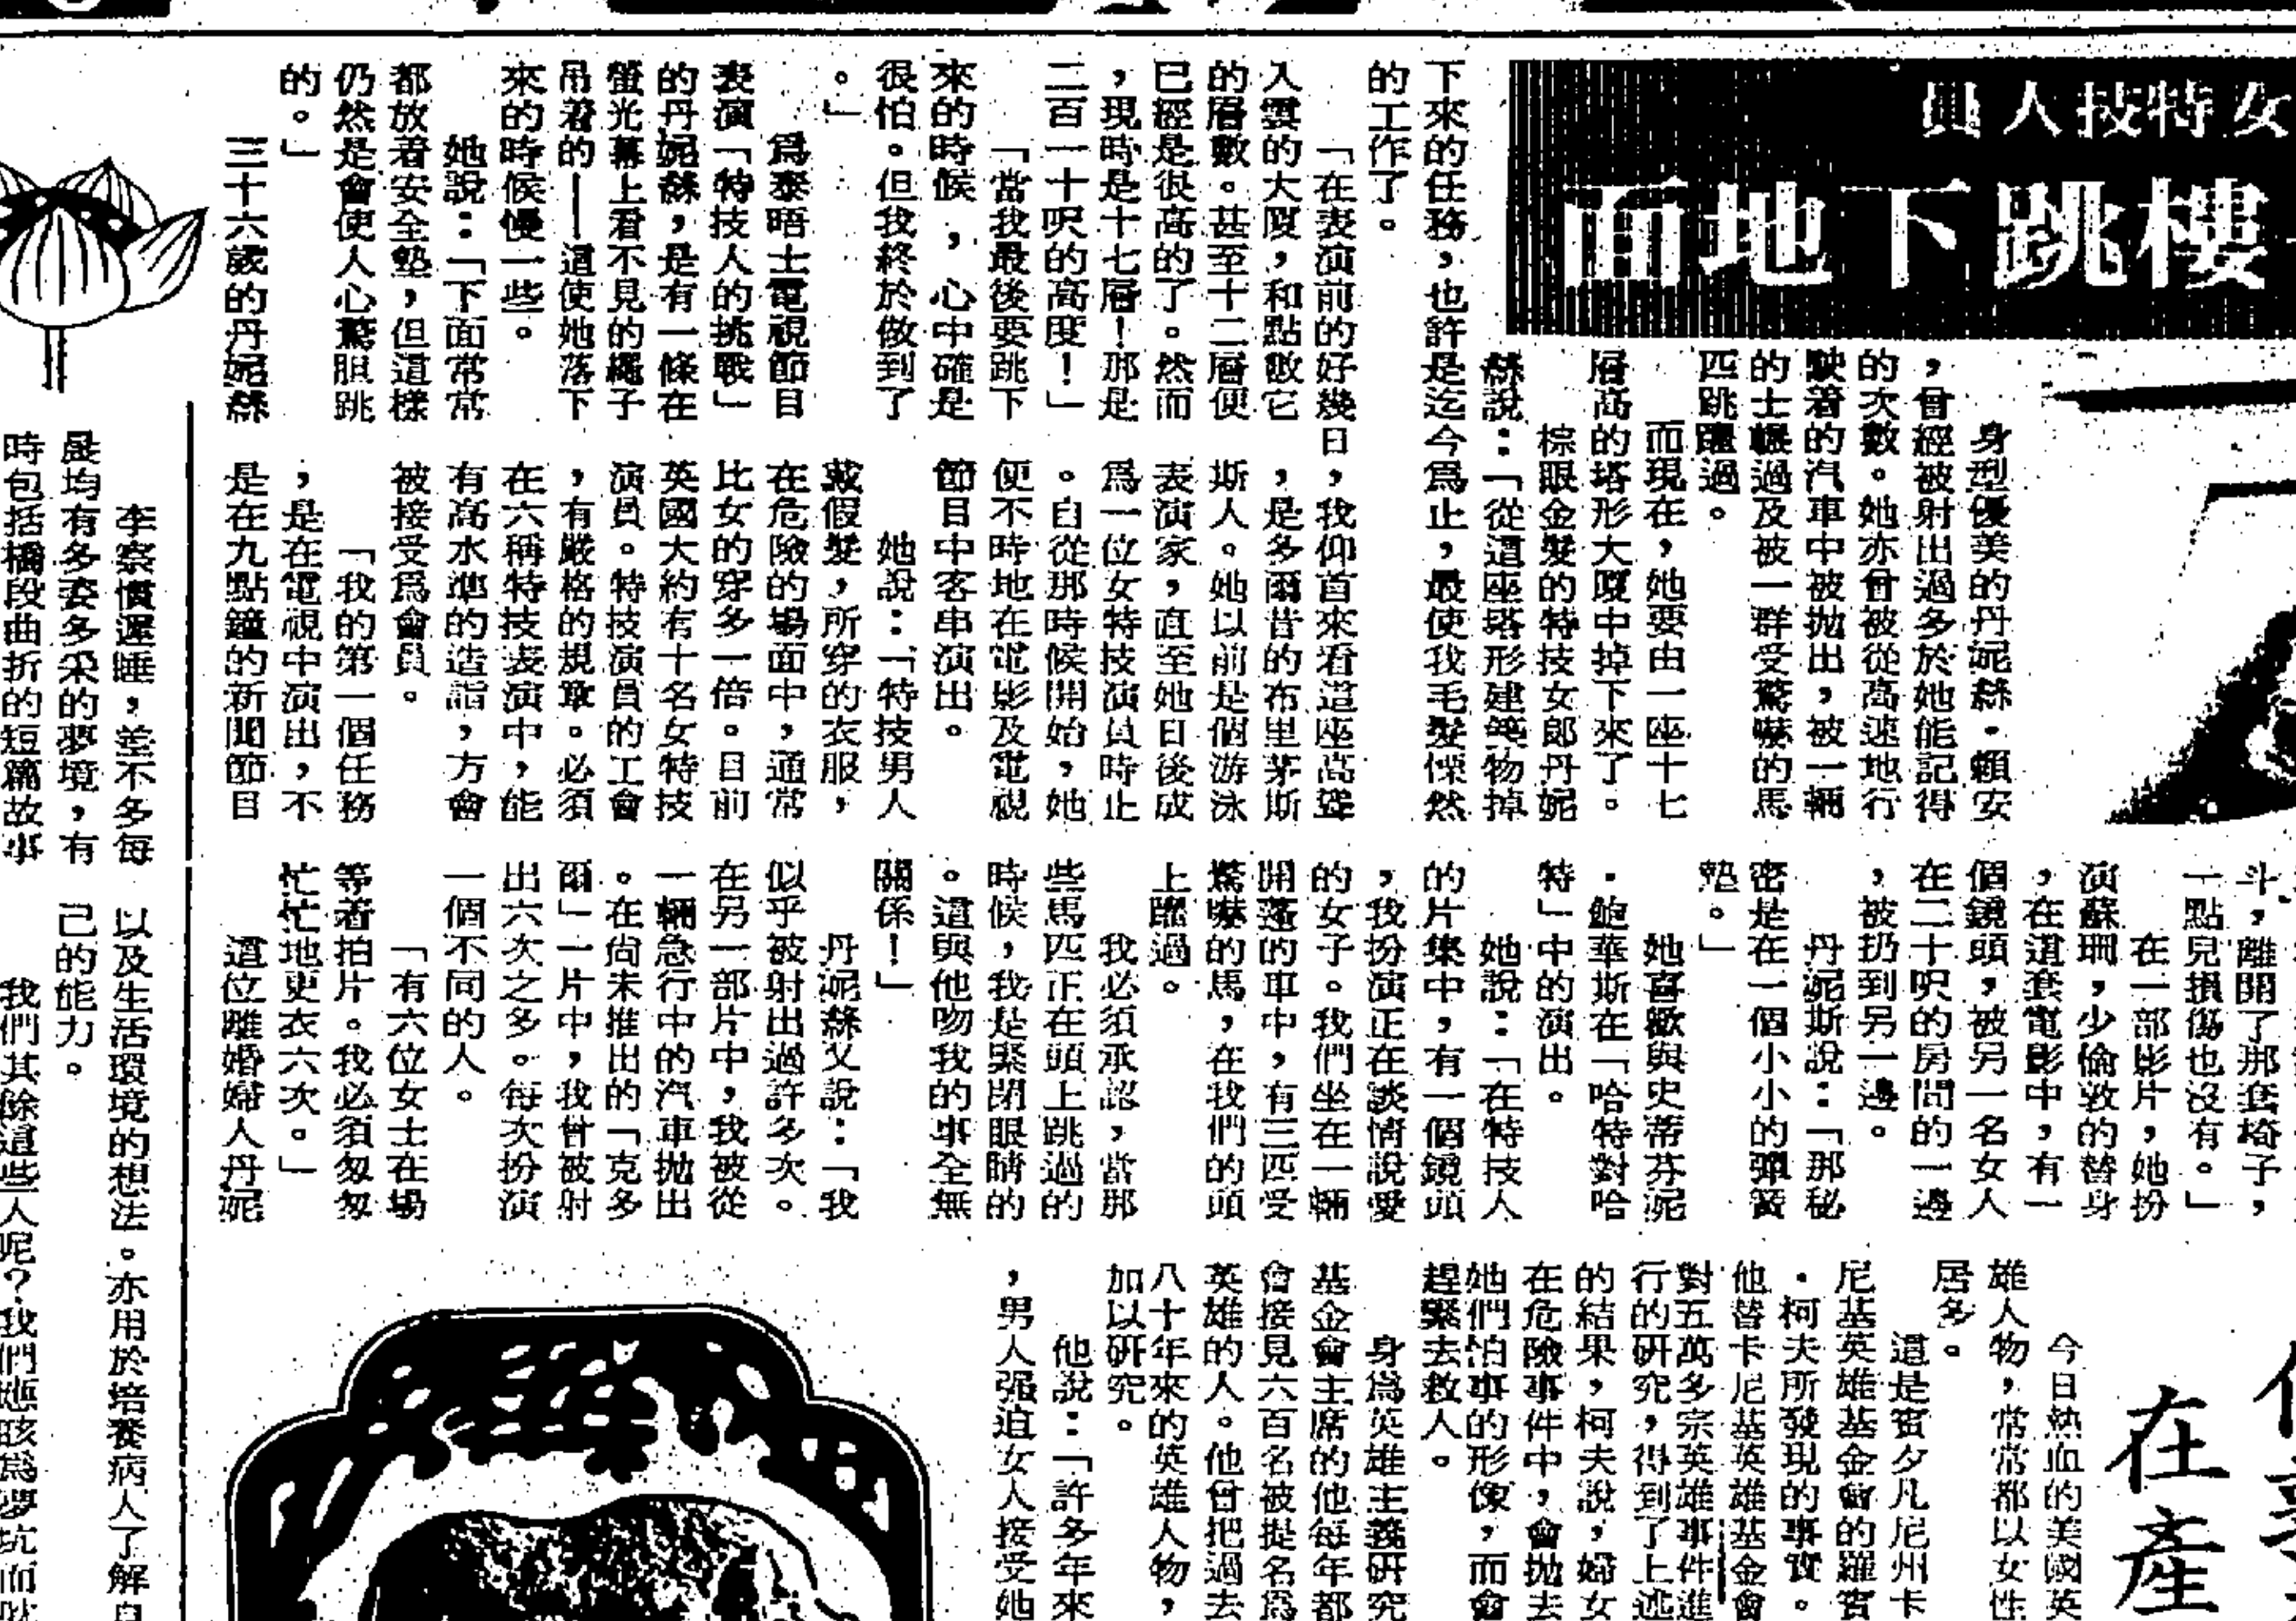 女特技人員
樓跳下地面
身型優美的丹妮絲·賴安
，曾經被射出過多於她能記得
的次數。她亦曾被從高速地行
駛着的汽車中被拋出，被一輛
的士輾過及被一群受驚嚇的馬
匹跳躍過。
而現在，她要由一座十七
層高的塔形大廈中掉下來了。
棕眼金髮的特技女郎丹妮
絲說：「從這座塔形建築物掉
下來的任務，也許是迄今爲止，最使我毛髮慄然
的工作了。
「在表演前的好幾日，我仰首來看這座高聳
入雲的大廈，和點數它
的層數。甚至十二層便
已經是很高的了。然而
，現時是十七層！那是
二百一十呎的高度！」
「當我最後要跳下
來的時候，心中確是
很怕。但我終於做到了
。」
爲泰晤士電視節目
表演「特技人的挑戰」
的丹妮絲，是有一條在
螢光幕上看不見的繩子
吊着的——這使她落下
來的時候慢一些。
她說：「下面常常
都放着安全墊，但這樣
仍然是會使人心驚胆跳
的。」
三十六歲的丹妮絲
，是多爾昔的布里茅斯
斯人。她以前是個游泳
表演家，直至她日後成
爲一位女特技演員時止
。自從那時候開始，她
便不時地在電影及電視
節目中客串演出。
她說：「特技男人
戴假髮，所穿的衣服，
在危險的場面中，通常
比女的穿多一倍。目前
英國大約有十名女特技
演員。特技演員的工會
，有嚴格的規章。必須
在六稱特技表演中，能
有高水準的造詣，方會
被接受爲會員。
「我的第一個任務
，是在電視中演出，不
是在九點鐘的新聞節目
斗，離開了那套椅子，
一點兒損傷也沒有。」
在一部影片，她扮
演蘇珊，少倫敦的替身
，在這套電影中，有一
個鏡頭，被另一名女人
在二十呎的房間的一邊
，被扔到另一邊。
丹妮斯說：「那秘
密是在一個小小的彈簧
墊。」
她喜歡與史蒂芬妮
·鮑華斯在「哈特對哈
特」中的演出。
她說：「在特技人
的片集中，有一個鏡頭
，我扮演正在談情說愛
的女子。我們坐在一輛
開蓬的車中，有三匹受
驚嚇的馬，在我們的頭
上躍過。
我必須承認，當那
些馬匹正在頭上跳過的
時候，我是緊閉眼睛的
。這與他吻我的事全無
關係！」
丹妮絲又說：「我
似乎被射出過許多次。
在另一部片中，我被從
一輛急行中的汽車拋出
。在尚未推出的「克多
爾」一片中，我曾被射
出六次之多。每次扮演
一個不同的人。
「有六位女士在場
等着拍片。我必須匆匆
忙忙地更衣六次。」
這位離婚婦人丹妮
在產
今日熱血的美國英
雄人物，常常都以女性
居多。
這是賓夕凡尼州卡
尼基英雄基金會的羅賓
·柯夫所發現的事實。
他替卡尼基英雄基金會
對五萬多宗英雄事件進
行的研究，得到了上述
的結果，柯夫說，婦女
在危險事件中，會拋去
她們怕事的形像，而會
趕緊去救人。
身爲英雄主義研究
基金會主席的他每年都
會接見六百名被提名爲
英雄的人。他曾把過去
八十年來的英雄人物，
加以研究。
他說：「許多年來
，男人强迫女人接受她
李察慣遲睡，差不多每
晨均有多姿多采的夢境，有
時包括橋段曲折的短篇故事
以及生活環境的想法。亦用於培養病人了解自
己的能力。
我們其餘這些人呢？我們應該爲夢坑而